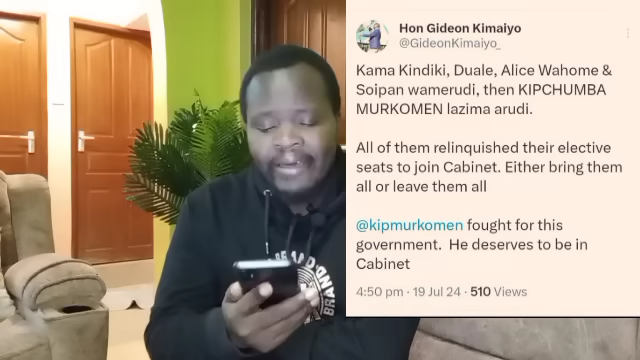 Hon Gideon Kimaiyo
@GideonKimaiyo_
Kama Kindiki, Duale, Alice Wahome &
Soipan wamerudi, then KIPCHUMBA
MURKOMEN lazima arudi.
All of them relinquished their elective
seats to join Cabinet. Either bring them
all or leave them all
@kipmurkomen fought for this
government. He deserves to be in
Cabinet
4:50 pm · 19 Jul 24 · 510 Views